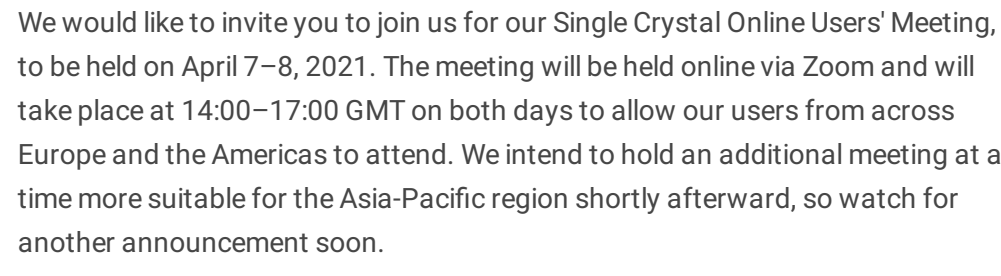 We would like to invite you to join us for our Single Crystal Online Users' Meeting,
to be held on April 7–8, 2021. The meeting will be held online via Zoom and will
take place at 14:00–17:00 GMT on both days to allow our users from across
Europe and the Americas to attend. We intend to hold an additional meeting at a
time more suitable for the Asia-Pacific region shortly afterward, so watch for
another announcement soon.